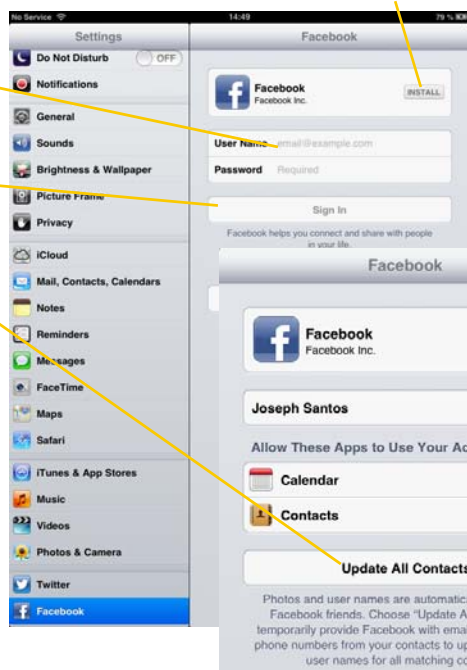 No Service 14:49 79 %
Settings
Do Not Disturb OFF
Notifications
General
Sounds
Brightness & Wallpaper
Picture Frame
Privacy
iCloud
Mail, Contacts, Calendars
Notes
Reminders
Messages
FaceTime
Maps
Safari
iTunes & App Stores
Music
Videos
Photos & Camera
Twitter
Facebook
Facebook
Facebook
Facebook Inc.
INSTALL
User Name email@example.com
Password Required
Sign In
Facebook helps you connect and share with people
in your life.
Facebook
Facebook
Facebook Inc.
Joseph Santos
Allow These Apps to Use Your
Calendar
Contacts
Update All Contacts
Photos and user names are
Facebook friends. Choose "Update
temporarily provide Facebook with
phone numbers from your contacts to
user names for all matching